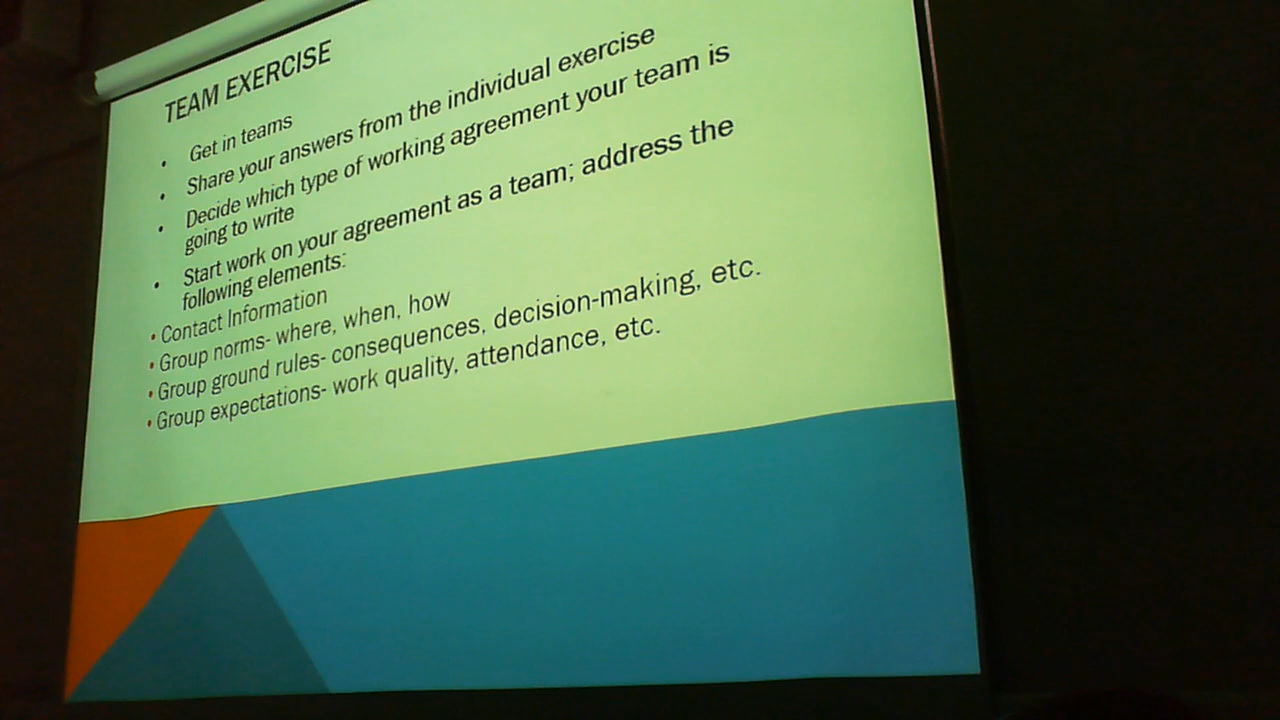 TEAM EXERCISE
• Get in teams
• Share your answers from the individual exercise
• Decide which type of working agreement your team is
going to write
• Start work on your agreement as a team; address the
following elements:
• Contact Information
• Group norms- where, when, how
• Group ground rules- consequences, decision-making, etc.
• Group expectations- work quality, attendance, etc.